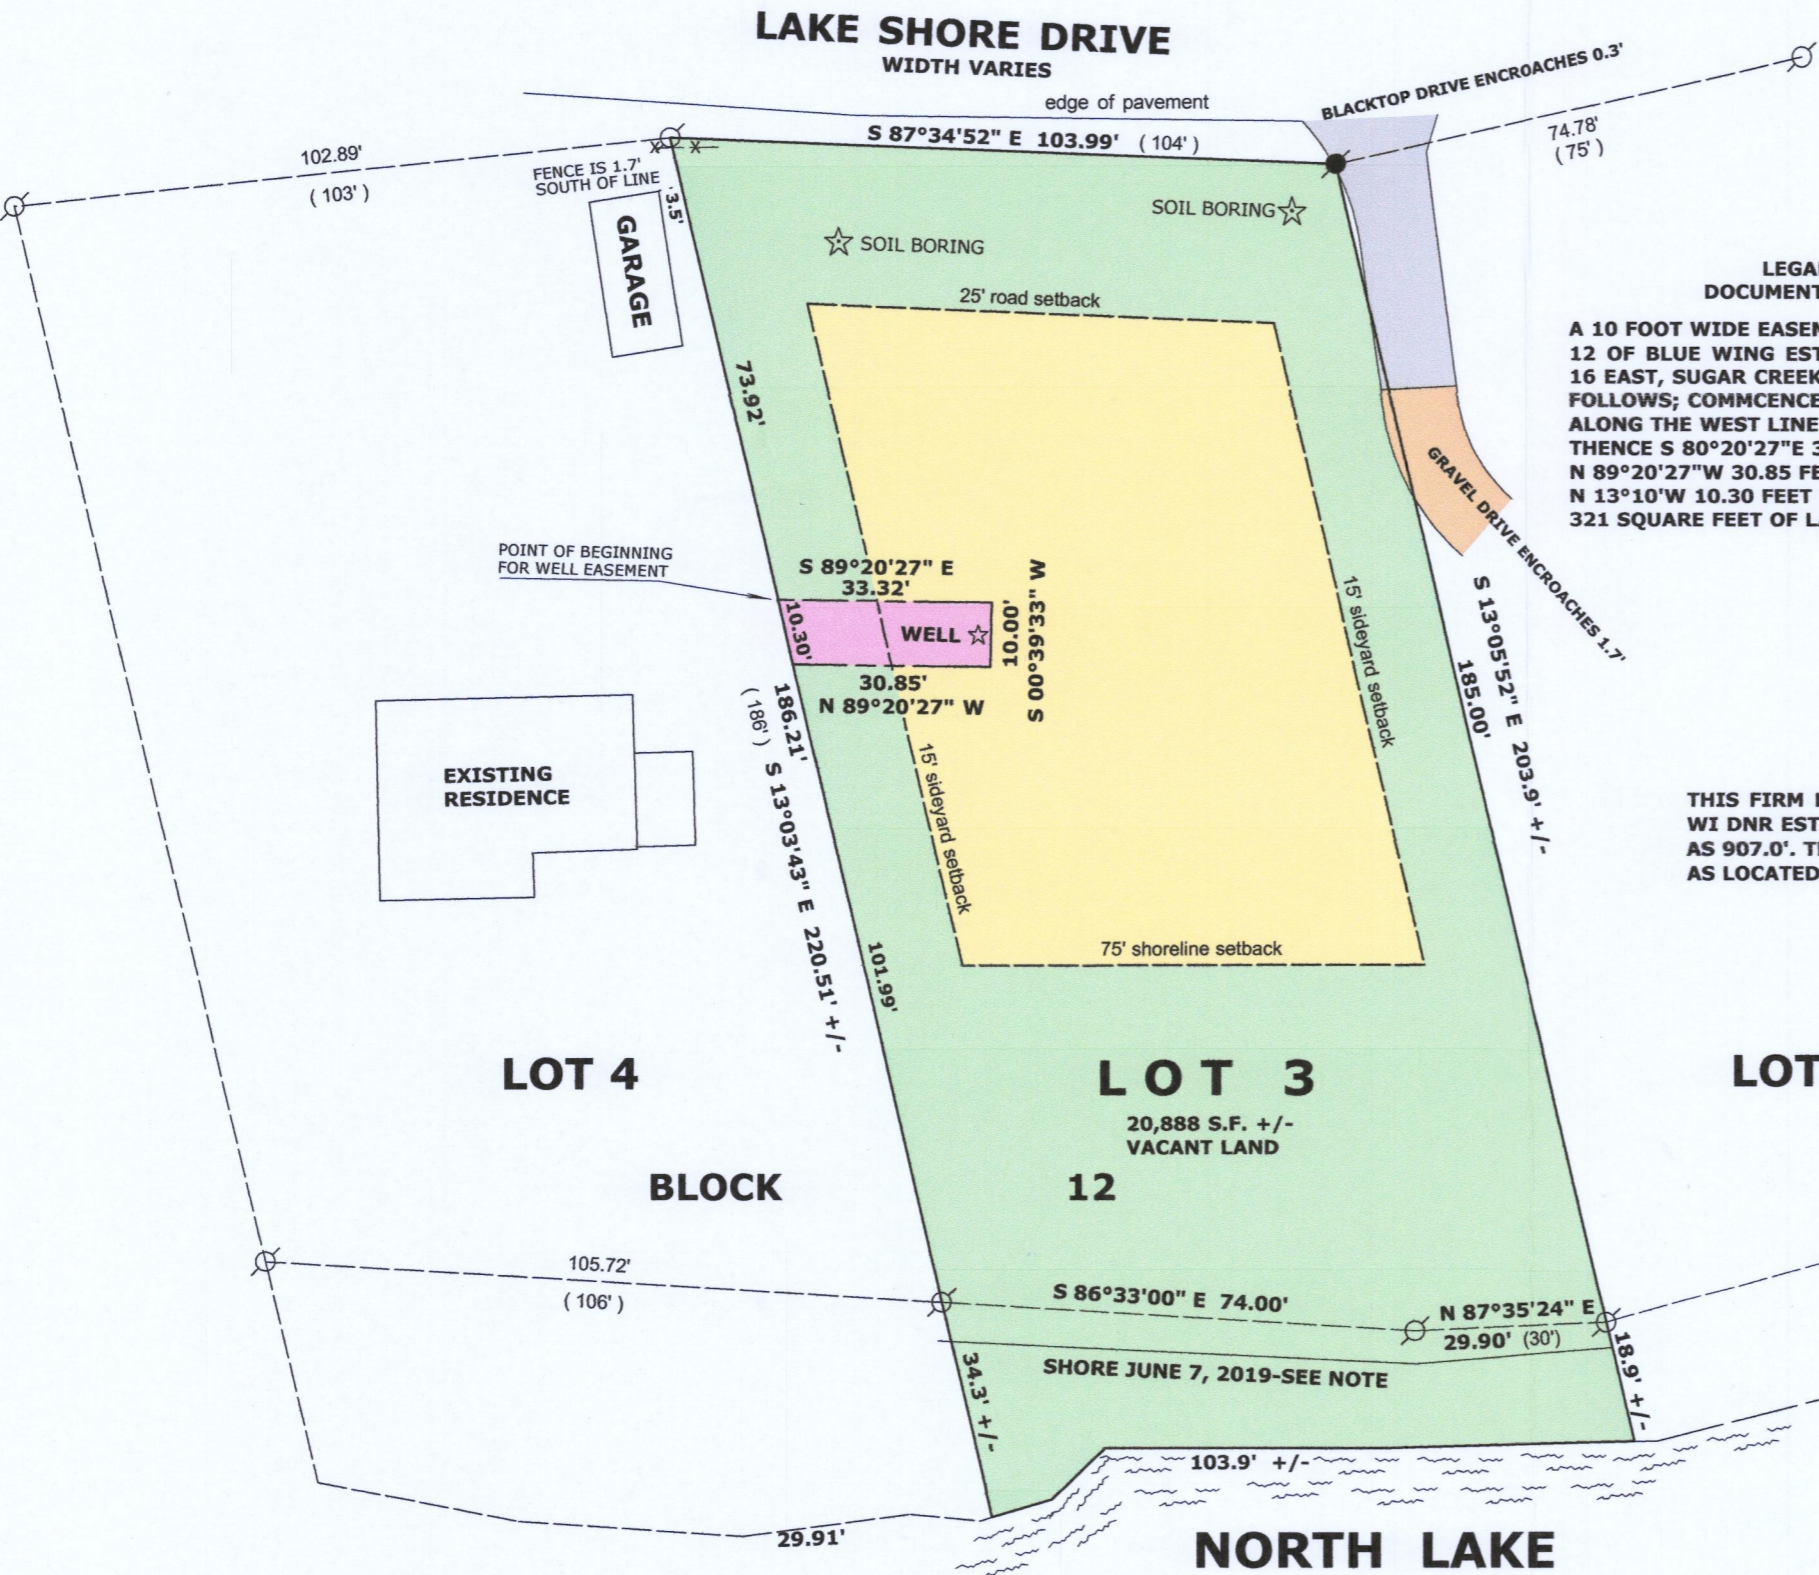 LAKE SHORE DRIVE
WIDTH VARIES
edge of pavement
BLACKTOP DRIVE ENCROACHES 0.3'
S 87°34'52" E 103.99' (104')
74.78'
(75')
102.89'
(103')
FENCE IS 1.7'
SOUTH OF LINE
3.5'
GARAGE
SOIL BORING
SOIL BORING
25' road setback
LEGA
DOCUMENT
A 10 FOOT WIDE EASEM
12 OF BLUE WING EST
16 EAST, SUGAR CREEK
FOLLOWS; COMMCENCE
ALONG THE WEST LINE
THENCE S 80°20'27"E 3
N 89°20'27"W 30.85 FE
N 13°10'W 10.30 FEET
321 SQUARE FEET OF L
73.92'
GRAVEL DRIVE ENCROACHES 1.7'
POINT OF BEGINNING
FOR WELL EASEMENT
S 89°20'27" E
33.32'
10.30'
WELL
10.00'
S 00°39'33" W
30.85'
N 89°20'27" W
15' sideyard setback
S 13°05'52" E 203.9' +/-
185.00'
186.21'
(186')
S 13°03'43" E 220.51' +/-
15' sideyard setback
EXISTING
RESIDENCE
THIS FIRM
WI DNR EST
AS 907.0'. T
AS LOCATED
75' shoreline setback
101.99'
LOT 4
LOT 3
20,888 S.F. +/-
VACANT LAND
LOT
BLOCK 12
105.72'
(106')
S 86°33'00" E 74.00'
N 87°35'24" E
29.90' (30')
SHORE JUNE 7, 2019-SEE NOTE
34.3' +/-
18.9' +/-
103.9' +/-
29.91'
NORTH LAKE